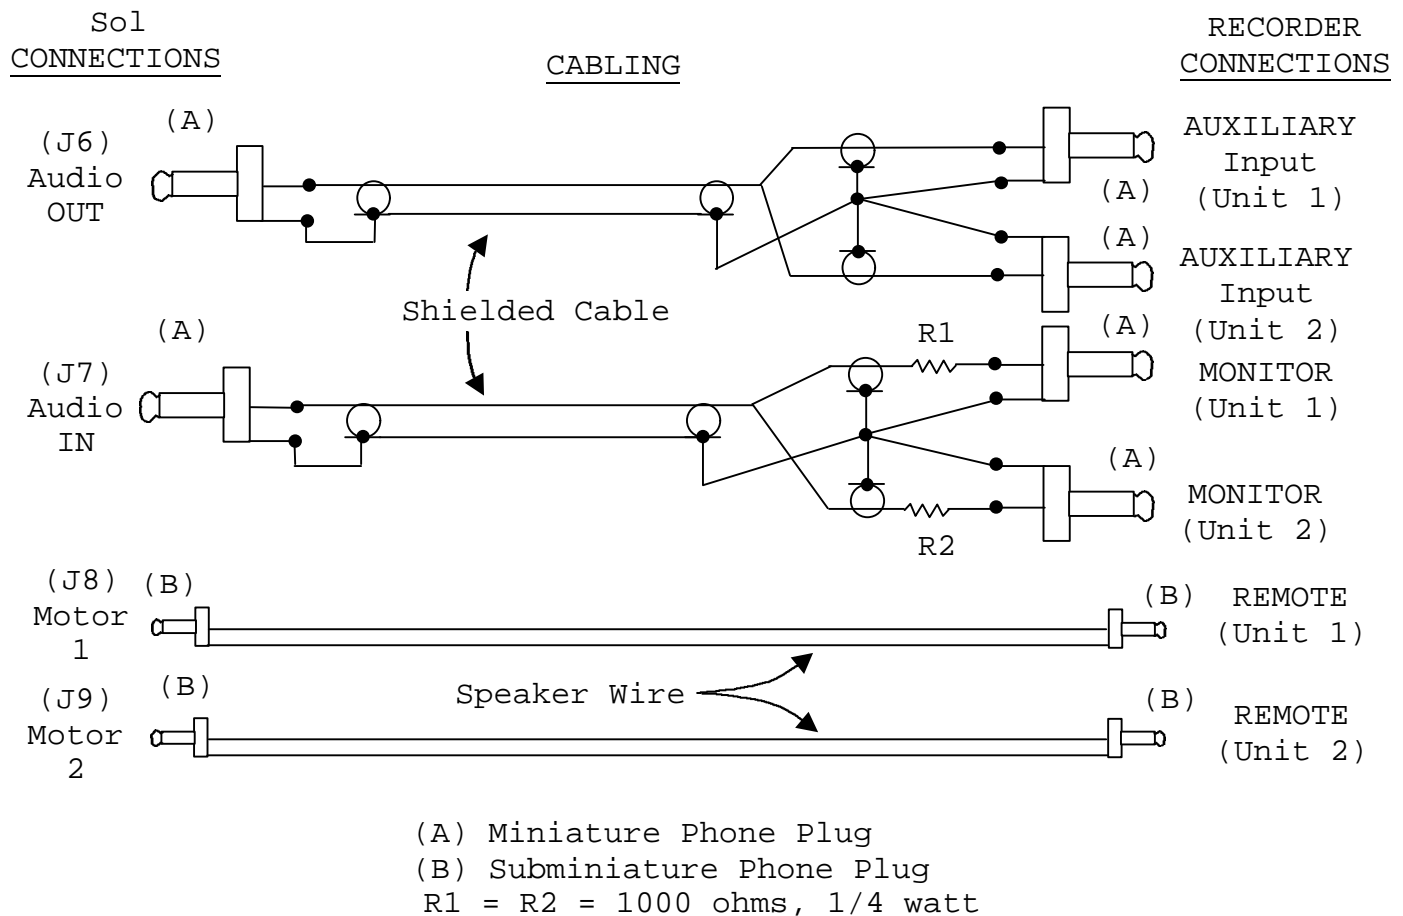 Sol
CONNECTIONS
CABLING
RECORDER
CONNECTIONS
(A)
(J6)
Audio
OUT
AUXILIARY
Input
(Unit 1)
(A)
(A)
AUXILIARY
Input
(Unit 2)
Shielded Cable
(A)
(J7)
Audio
IN
R1
(A)
MONITOR
(Unit 1)
(A)
MONITOR
(Unit 2)
R2
(J8)
Motor
1
(B)
(B)
REMOTE
(Unit 1)
Speaker Wire
(J9)
Motor
2
(B)
(B)
REMOTE
(Unit 2)
(A) Miniature Phone Plug
(B) Subminiature Phone Plug
R1 = R2 = 1000 ohms, 1/4 watt